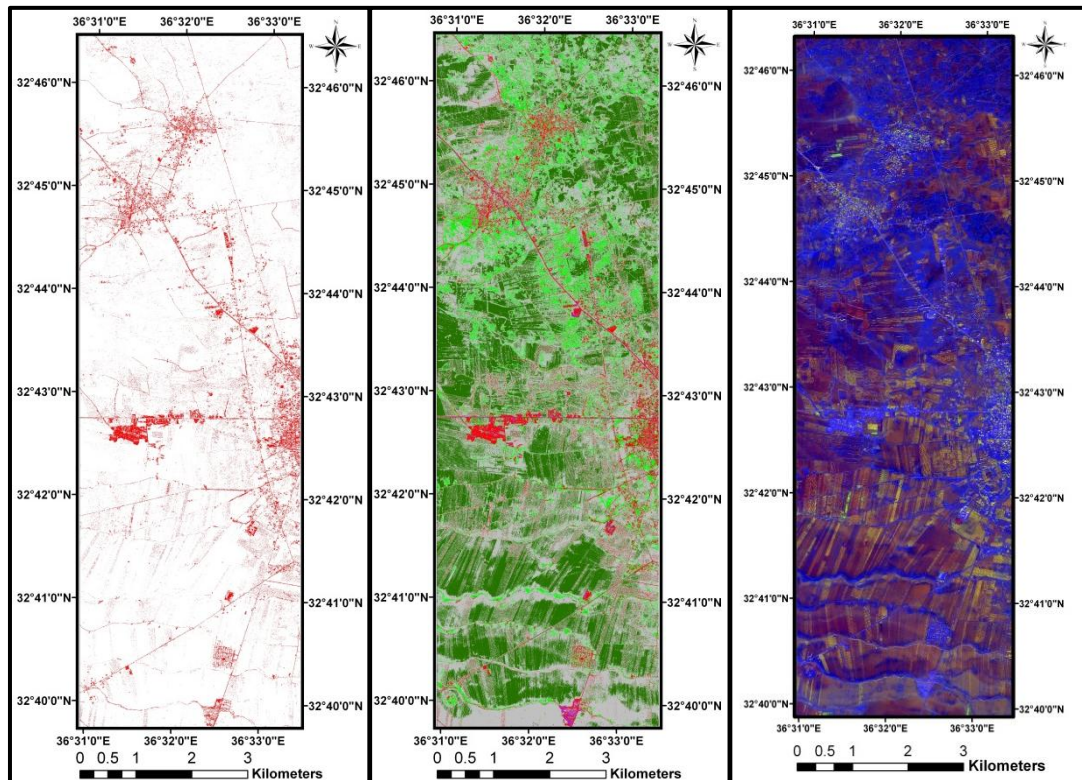 36°31'0"E 36°32'0"E 36°33'0"E
N
W E
S
32°46'0"N 32°46'0"N
32°45'0"N 32°45'0"N
32°44'0"N 32°44'0"N
32°43'0"N 32°43'0"N
32°42'0"N 32°42'0"N
32°41'0"N 32°41'0"N
32°40'0"N 32°40'0"N
36°31'0"E 36°32'0"E 36°33'0"E
0 0.5 1 2 3
Kilometers
36°31'0"E 36°32'0"E 36°33'0"E
N
W E
S
32°46'0"N 32°46'0"N
32°45'0"N 32°45'0"N
32°44'0"N 32°44'0"N
32°43'0"N 32°43'0"N
32°42'0"N 32°42'0"N
32°41'0"N 32°41'0"N
32°40'0"N 32°40'0"N
36°31'0"E 36°32'0"E 36°33'0"E
0 0.5 1 2 3
Kilometers
36°31'0"E 36°32'0"E 36°33'0"E
N
W E
S
32°46'0"N 32°46'0"N
32°45'0"N 32°45'0"N
32°44'0"N 32°44'0"N
32°43'0"N 32°43'0"N
32°42'0"N 32°42'0"N
32°41'0"N 32°41'0"N
32°40'0"N 32°40'0"N
36°31'0"E 36°32'0"E 36°33'0"E
0 0.5 1 2 3
Kilometers